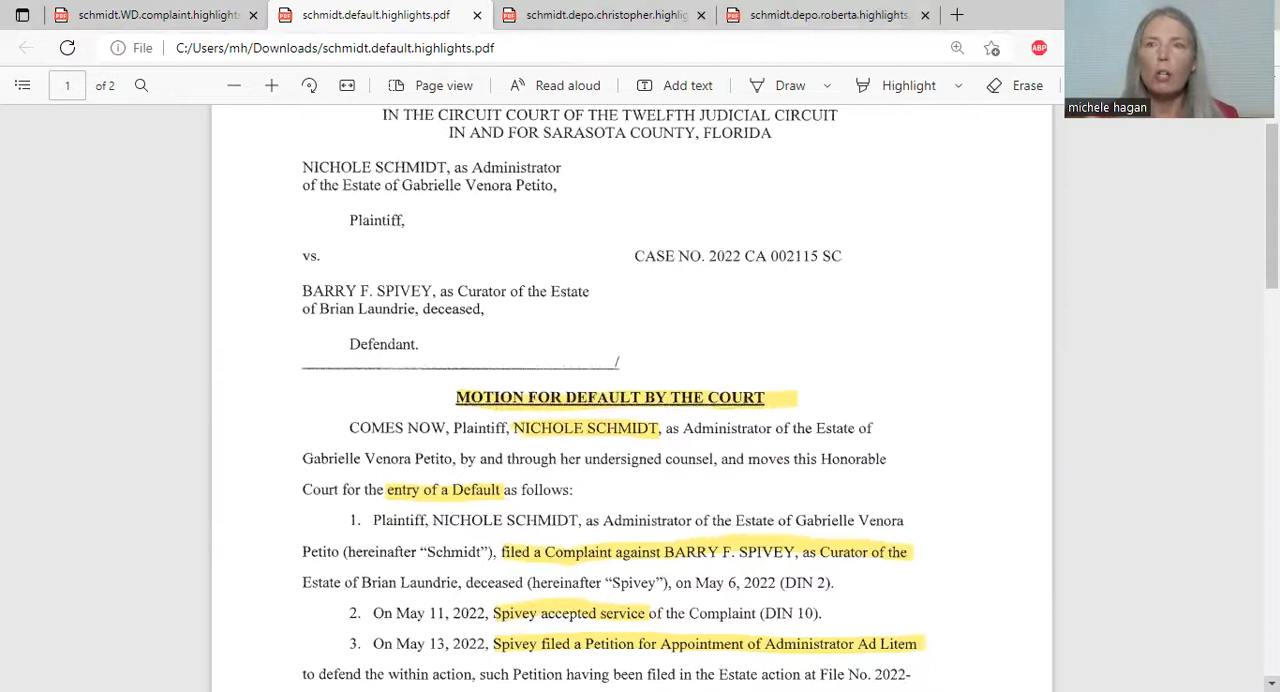 schmidt.WD.complaint.highlights
schmidt.default.highlights.pdf
schmidt.depo.christopher.highlig
schmidt.depo.roberta.highlights.
File
C:/Users/mh/Downloads/schmidt.default.highlights.pdf
ABP
1 of 2
Page view
Read aloud
Add text
Draw
Highlight
Erase
michele hagan
IN THE CIRCUIT COURT OF THE TWELFTH JUDICIAL CIRCUIT
IN AND FOR SARASOTA COUNTY, FLORIDA
NICHOLE SCHMIDT, as Administrator
of the Estate of Gabrielle Venora Petito,
Plaintiff,
vs. CASE NO. 2022 CA 002115 SC
BARRY F. SPIVEY, as Curator of the Estate
of Brian Laundrie, deceased,
Defendant.
/
MOTION FOR DEFAULT BY THE COURT
COMES NOW, Plaintiff, NICHOLE SCHMIDT, as Administrator of the Estate of
Gabrielle Venora Petito, by and through her undersigned counsel, and moves this Honorable
Court for the entry of a Default as follows:
1. Plaintiff, NICHOLE SCHMIDT, as Administrator of the Estate of Gabrielle Venora
Petito (hereinafter “Schmidt”), filed a Complaint against BARRY F. SPIVEY, as Curator of the
Estate of Brian Laundrie, deceased (hereinafter “Spivey”), on May 6, 2022 (DIN 2).
2. On May 11, 2022, Spivey accepted service of the Complaint (DIN 10).
3. On May 13, 2022, Spivey filed a Petition for Appointment of Administrator Ad Litem
to defend the within action, such Petition having been filed in the Estate action at File No. 2022-